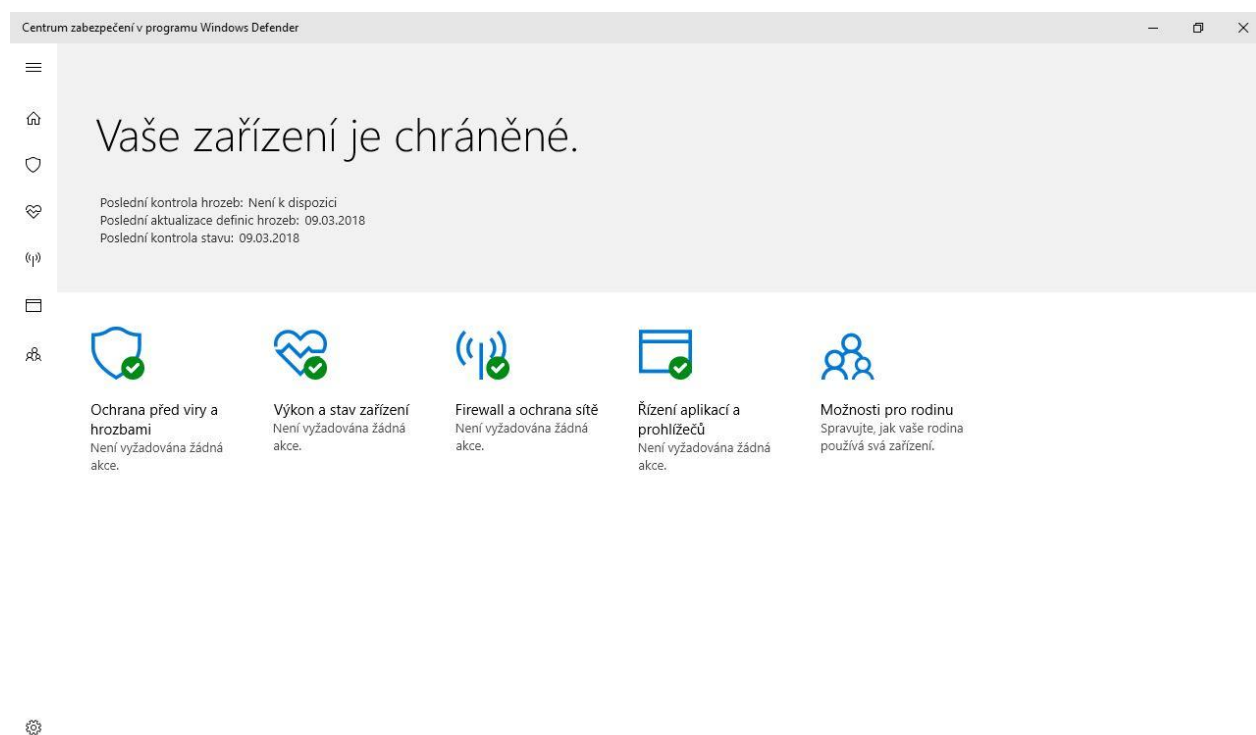 Centrum zabezpečení v programu Windows Defender
Vaše zařízení je chráněné.
Poslední kontrola hrozeb: Není k dispozici
Poslední aktualizace definic hrozeb: 09.03.2018
Poslední kontrola stavu: 09.03.2018
Ochrana před viry a
hrozbami
Není vyžadována žádná
akce.
Výkon a stav zařízení
Není vyžadována žádná
akce.
Firewall a ochrana sítě
Není vyžadována žádná
akce.
Řízení aplikací a
prohlížečů
Není vyžadována žádná
akce.
Možnosti pro rodinu
Spravujte, jak vaše rodina
používá svá zařízení.